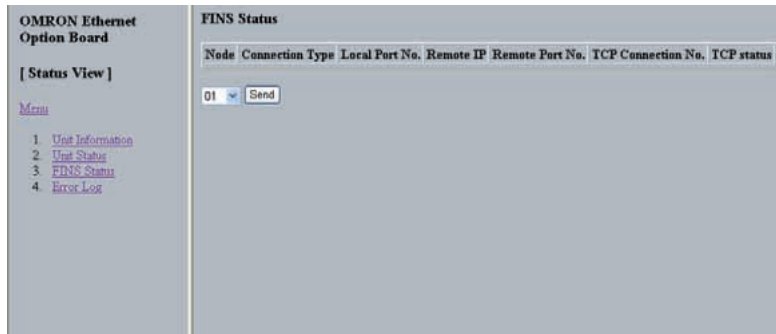 OMRON Ethernet
Option Board
[ Status View ]
Menu
1. Unit Information
2. Unit Status
3. FINS Status
4. Error Log
FINS Status
Node Connection Type Local Port No. Remote IP Remote Port No. TCP Connection No. TCP status
01 Send